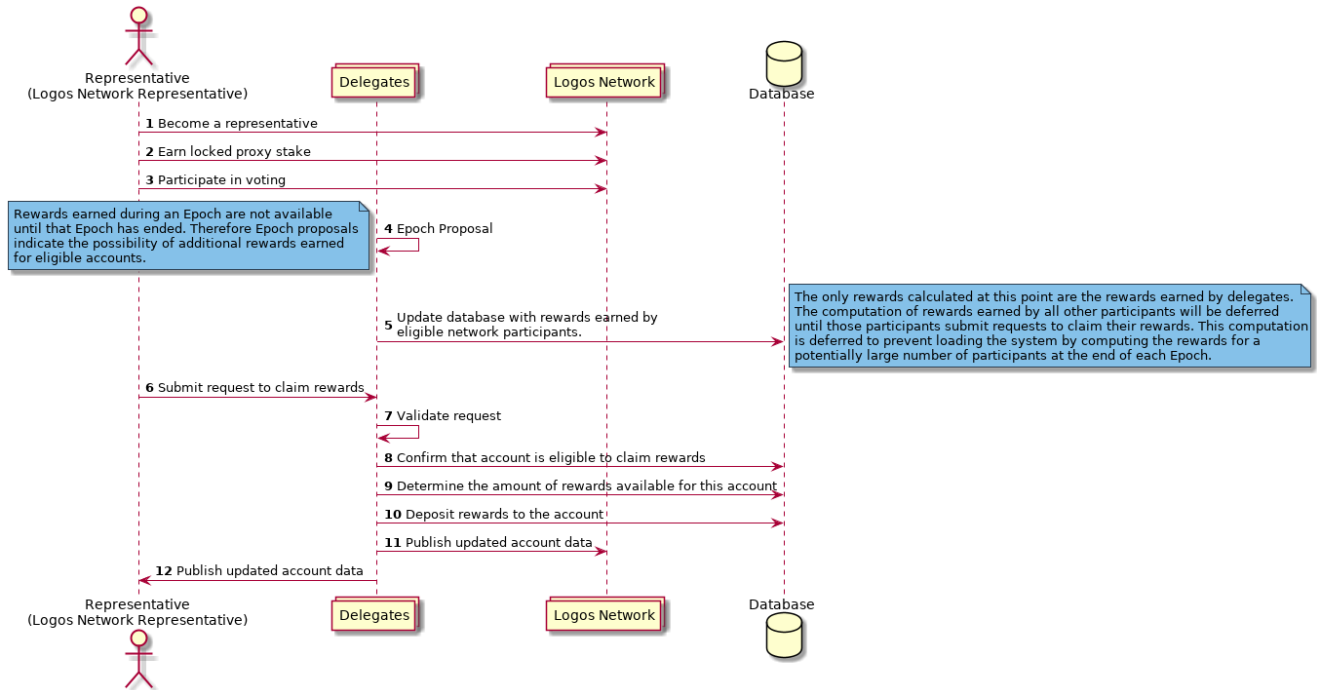 Representative
(Logos Network Representative)
Delegates
Logos Network
Database
1 Become a representative
2 Earn locked proxy stake
3 Participate in voting
Rewards earned during an Epoch are not available
until that Epoch has ended. Therefore Epoch proposals
indicate the possibility of additional rewards earned
for eligible accounts.
4 Epoch Proposal
The only rewards calculated at this point are the rewards earned by delegates.
The computation of rewards earned by all other participants will be deferred
until those participants submit requests to claim their rewards. This computation
is deferred to prevent loading the system by computing the rewards for a
potentially large number of participants at the end of each Epoch.
5 Update database with rewards earned by
eligible network participants.
6 Submit request to claim rewards
7 Validate request
8 Confirm that account is eligible to claim rewards
9 Determine the amount of rewards available for this account
10 Deposit rewards to the account
11 Publish updated account data
12 Publish updated account data
Representative
(Logos Network Representative)
Delegates
Logos Network
Database